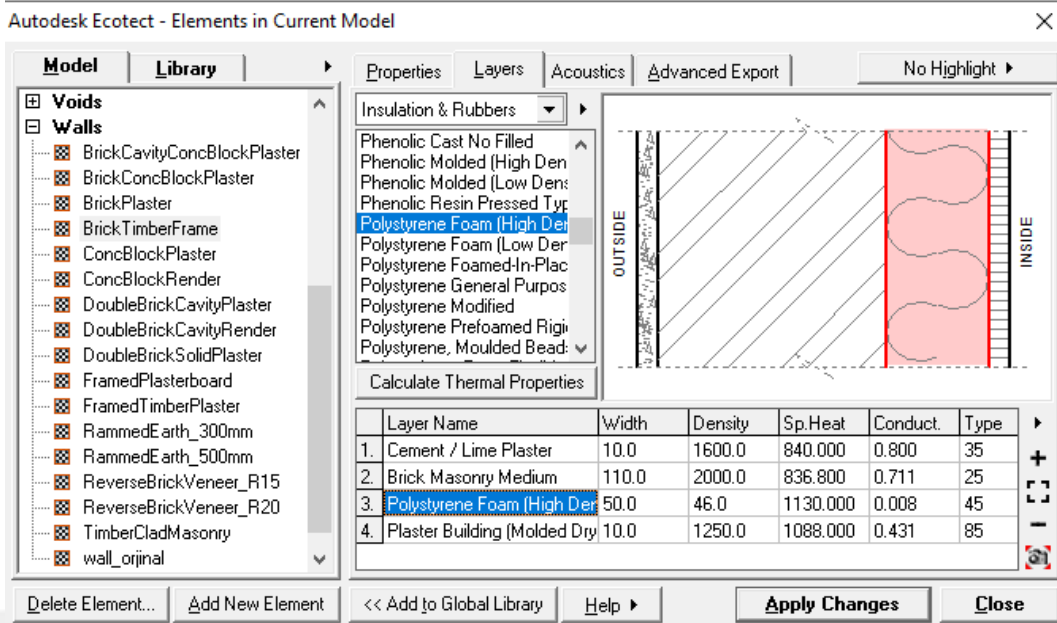 Autodesk Ecotect - Elements in Current Model
Model Library
Voids
Walls
BrickCavityConcBlockPlaster
BrickConcBlockPlaster
BrickPlaster
BrickTimberFrame
ConcBlockPlaster
ConcBlockRender
DoubleBrickCavityPlaster
DoubleBrickCavityRender
DoubleBrickSolidPlaster
FramedPlasterboard
FramedTimberPlaster
RammedEarth_300mm
RammedEarth_500mm
ReverseBrickVeneer_R15
ReverseBrickVeneer_R20
TimberCladMasonry
wall_orjinal
Delete Element... Add New Element
Properties Layers Acoustics Advanced Export No Highlight
Insulation & Rubbers
Phenolic Cast No Filled
Phenolic Molded (High Den
Phenolic Molded (Low Dens
Phenolic Resin Pressed Typ
Polystyrene Foam (High Der
Polystyrene Foam (Low Der
Polystyrene Foamed-In-Plac
Polystyrene General Purpos
Polystyrene Modified
Polystyrene Prefoamed Rigi
Polystyrene, Moulded Bead
Calculate Thermal Properties
OUTSIDE
INSIDE
Layer Name Width Density Sp.Heat Conduct. Type
1. Cement / Lime Plaster 10.0 1600.0 840.000 0.800 35
2. Brick Masonry Medium 110.0 2000.0 836.800 0.711 25
3. Polystyrene Foam (High Der 50.0 46.0 1130.000 0.008 45
4. Plaster Building (Molded Dry 10.0 1250.0 1088.000 0.431 85
<< Add to Global Library Help Apply Changes Close